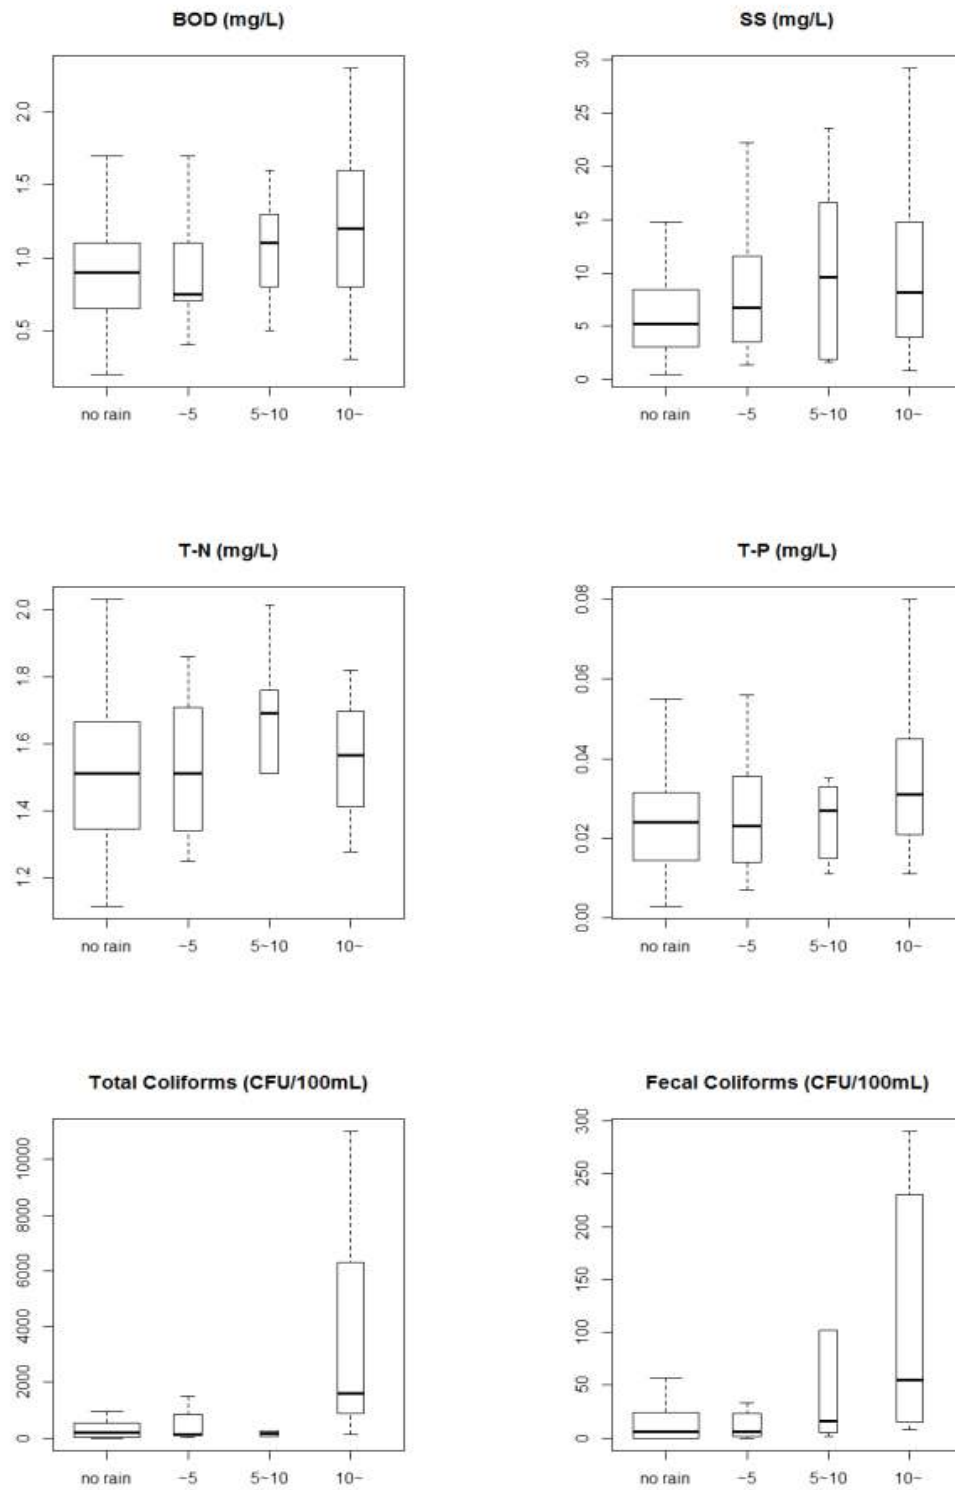 BOD (mg/L)
2.0
1.5
1.0
0.5
no rain ~5 5~10 10~
SS (mg/L)
30
25
20
15
10
5
0
no rain ~5 5~10 10~
T-N (mg/L)
2.0
1.8
1.6
1.4
1.2
no rain ~5 5~10 10~
T-P (mg/L)
0.08
0.06
0.04
0.02
0.00
no rain ~5 5~10 10~
Total Coliforms (CFU/100mL)
10000
8000
6000
4000
2000
0
no rain ~5 5~10 10~
Fecal Coliforms (CFU/100mL)
300
250
200
150
100
50
0
no rain ~5 5~10 10~